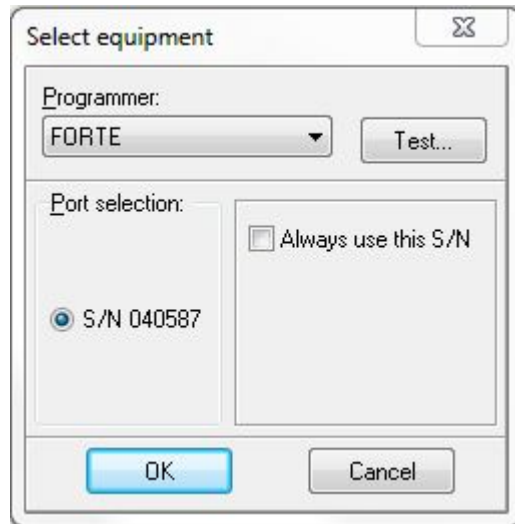 Select equipment
Programmer:
FORTE
Test...
Port selection:
Always use this S/N
S/N 040587
OK
Cancel